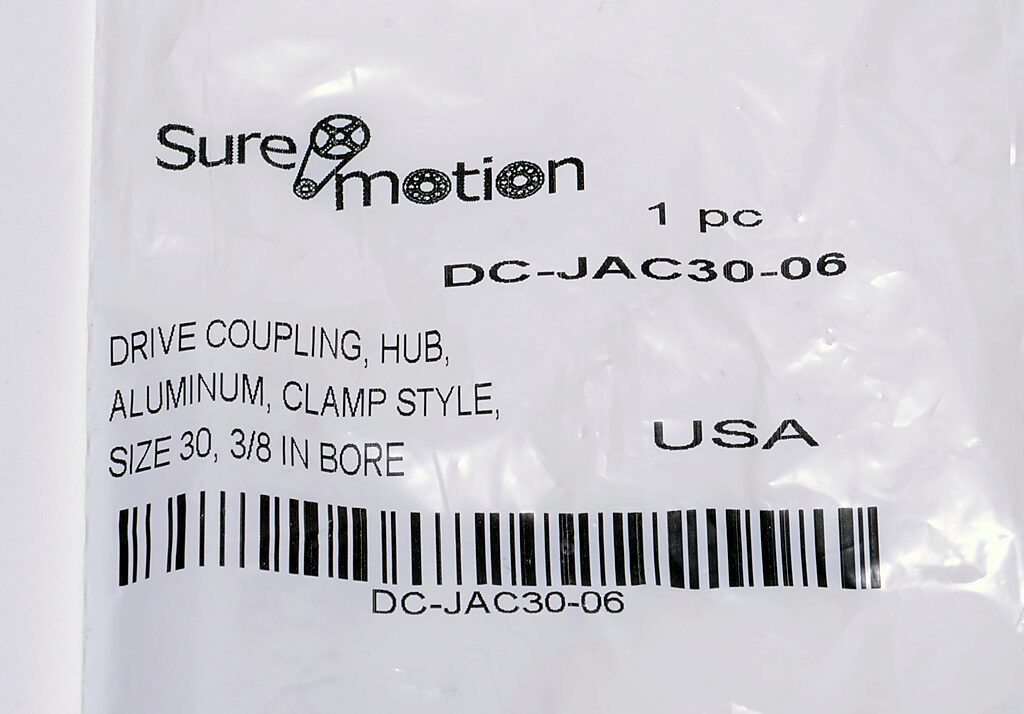 Sure motion
1 pc
DC-JAC30-06
DRIVE COUPLING, HUB,
ALUMINUM, CLAMP STYLE,
SIZE 30, 3/8 IN BORE
USA
DC-JAC30-06